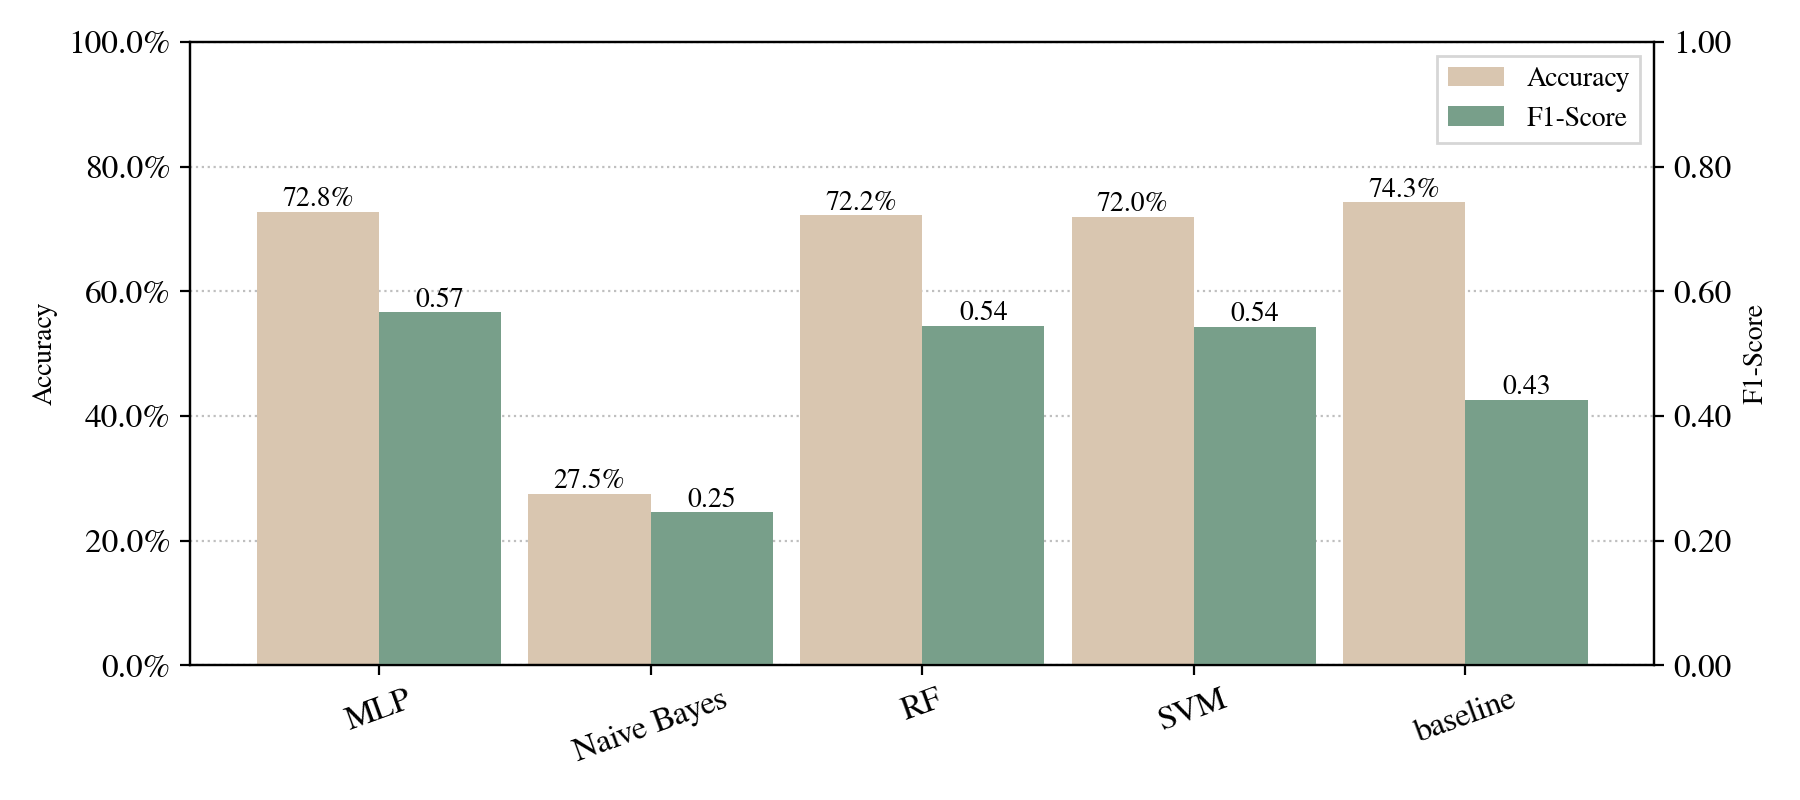 100.0%
80.0%
60.0%
40.0%
20.0%
0.0%
Accuracy
1.00
0.80
0.60
0.40
0.20
0.00
F1-Score
Accuracy
F1-Score
72.8%
0.57
27.5%
0.25
72.2%
0.54
72.0%
0.54
74.3%
0.43
MLP
Naive Bayes
RF
SVM
baseline